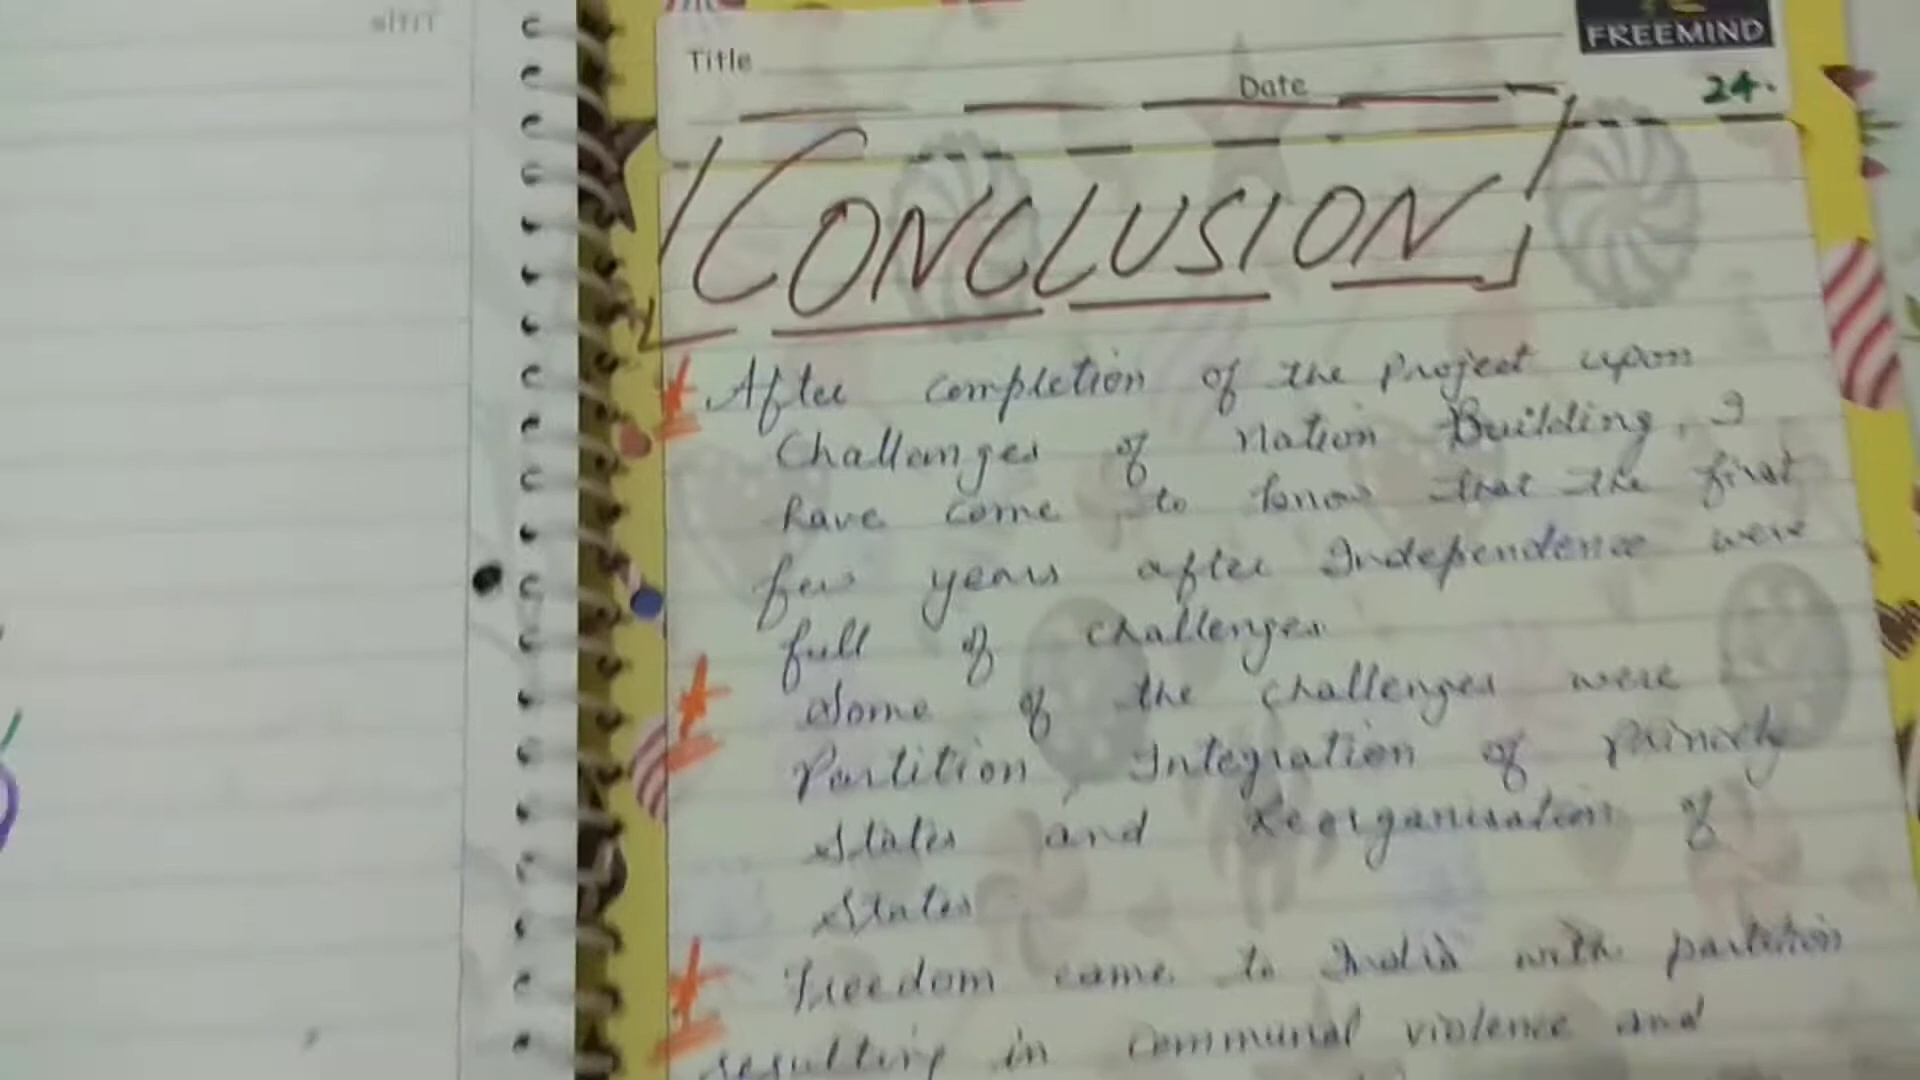 Title
FREEMIND
Date
24.
CONCLUSION
After completion of the Project upon
Challenges of Nation Building, I
have come to know that the first
few years after Independence were
full of challenges.
Some of the challenges were
Partition, Integration of princely
States and Reorganisation of
States
Freedom came to India with partition
resulting in communal violence and